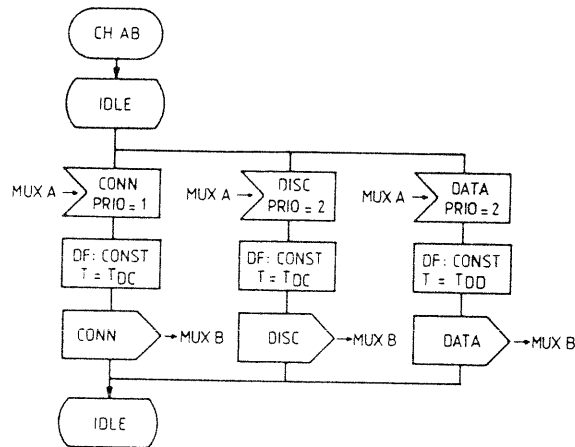 CH AB
IDLE
MUX A
CONN
PRIO = 1
MUX A
DISC
PRIO = 2
MUX A
DATA
PRIO = 2
DF: CONST
T = TDC
DF: CONST
T = TDC
DF: CONST
T = TDD
CONN
MUX B
DISC
MUX B
DATA
MUX B
IDLE